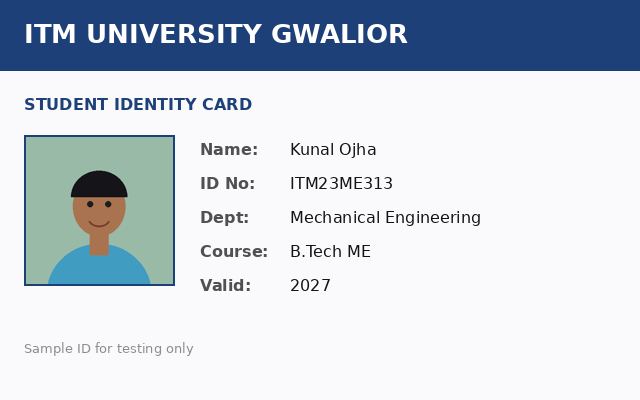 ITM UNIVERSITY GWALIOR
STUDENT IDENTITY CARD
Name: Kunal Ojha
ID No: ITM23ME313
Dept: Mechanical Engineering
Course: B.Tech ME
Valid: 2027
Sample ID for testing only